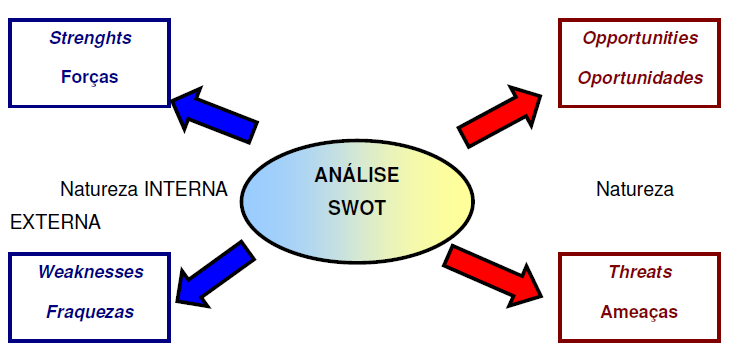 Strenghts
Forças
Opportunities
Oportunidades
ANÁLISE
SWOT
Natureza INTERNA
Natureza
EXTERNA
Weaknesses
Fraquezas
Threats
Ameaças